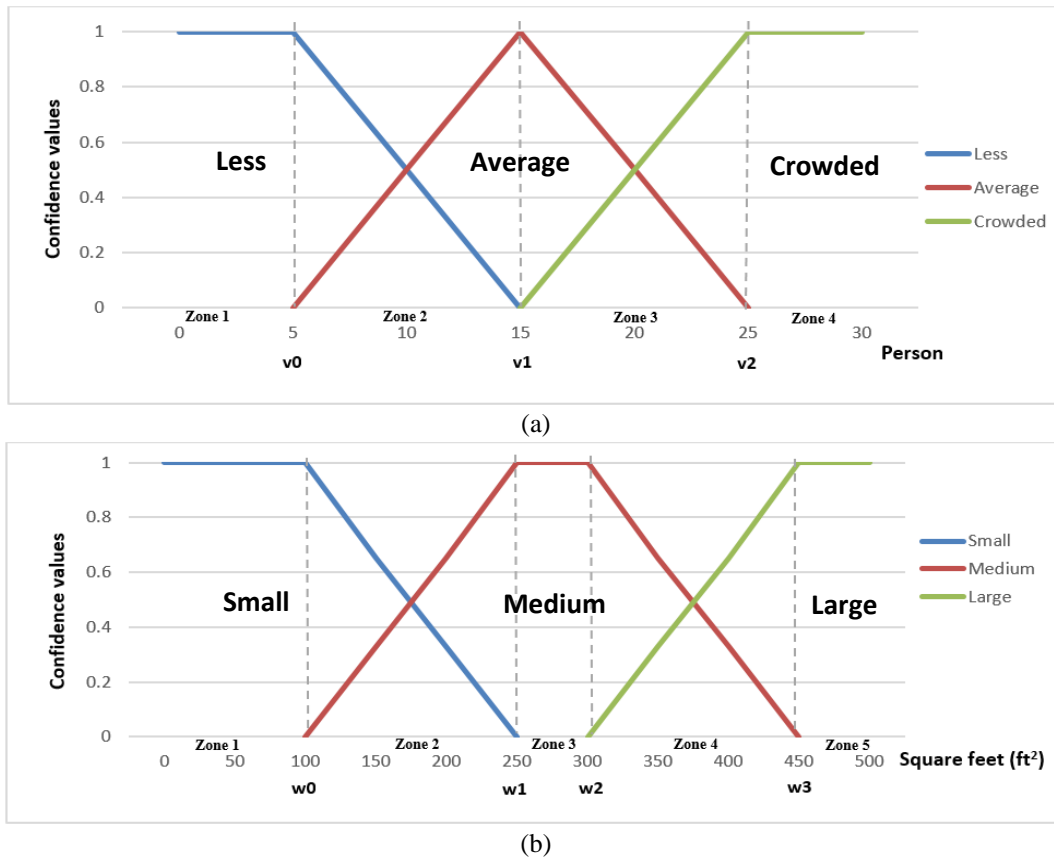 1
0.8
0.6
0.4
0.2
0
Confidence values
Less
Average
Crowded
Less
Average
Crowded
Zone 1 Zone 2 Zone 3 Zone 4
0 5 10 15 20 25 30
Person
v0 v1 v2
(a)
1
0.8
0.6
0.4
0.2
0
Confidence values
Small
Medium
Large
Small
Medium
Large
Zone 1 Zone 2 Zone 3 Zone 4 Zone 5
0 50 100 150 200 250 300 350 400 450 500 Square feet (ft²)
w0 w1 w2 w3
(b)